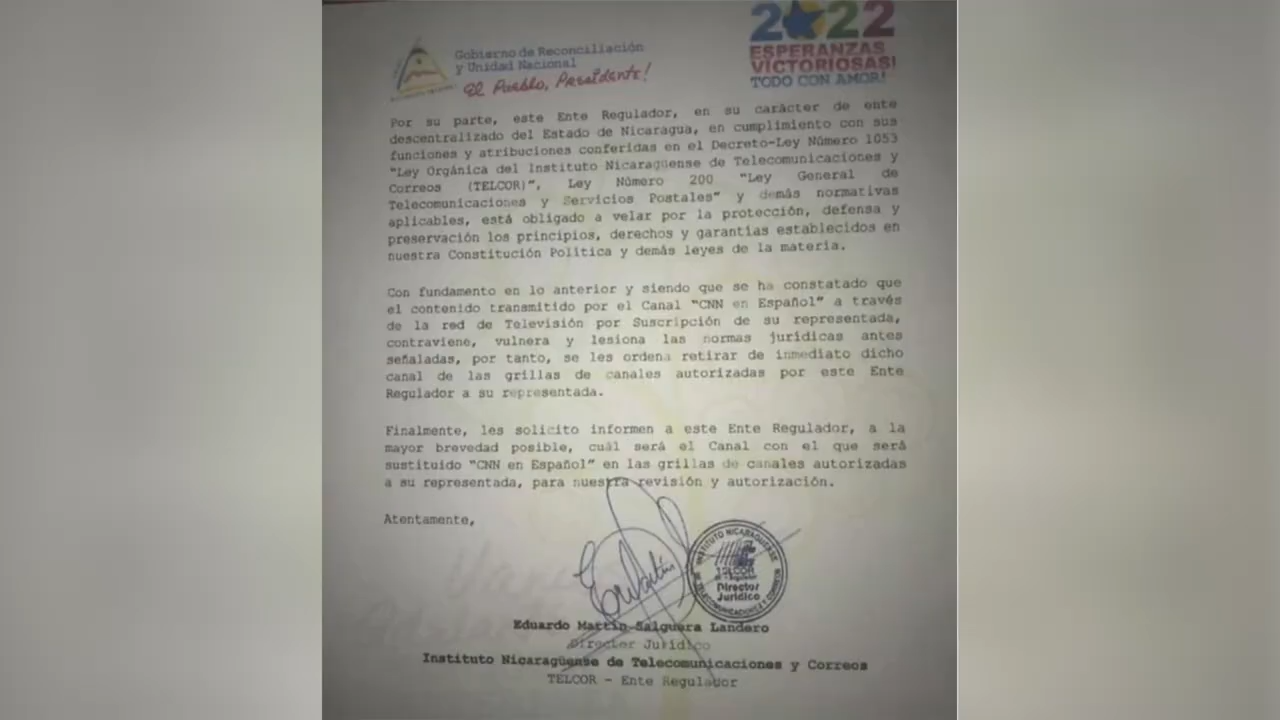 Gobierno de Reconciliación
y Unidad Nacional
El Pueblo, Presidente!
2022
ESPERANZAS
VICTORIOSAS!
TODO CON AMOR!
Por su parte, este Ente Regulador, en su carácter de ente
descentralizado del Estado de Nicaragua, en cumplimiento con sus
funciones y atribuciones conferidas en el Decreto-Ley Número 1053
"Ley Orgánica del Instituto Nicaragüense de Telecomunicaciones y
Correos (TELCOR)", Ley Número 200 "Ley General de
Telecomunicaciones y Servicios Postales" y demás normativas
aplicables, está obligado a velar por la protección, defensa y
preservación los principios, derechos y garantías establecidos en
nuestra Constitución Política y demás leyes de la materia.
Con fundamento en lo anterior y siendo que se ha constatado que
el contenido transmitido por el Canal "CNN en Español" a través
de la red de Televisión por Suscripción de su representada,
contraviene, vulnera y lesiona las normas jurídicas antes
señaladas, por tanto, se les ordena retirar de inmediato dicho
canal de las grillas de canales autorizadas por este Ente
Regulador a su representada.
Finalmente, les solicito informen a este Ente Regulador, a la
mayor brevedad posible, cuál será el Canal con el que será
sustituido "CNN en Español" en las grillas de canales autorizadas
a su representada, para nuestra revisión y autorización.
Atentamente,
INSTITUTO NICARAGUENSE
TELCOR
Director
Jurídico
DE TELECOMUNICACIONES Y CORREOS
Eduardo Martin Salguera Landero
Director Jurídico
Instituto Nicaragüense de Telecomunicaciones y Correos
TELCOR - Ente Regulador